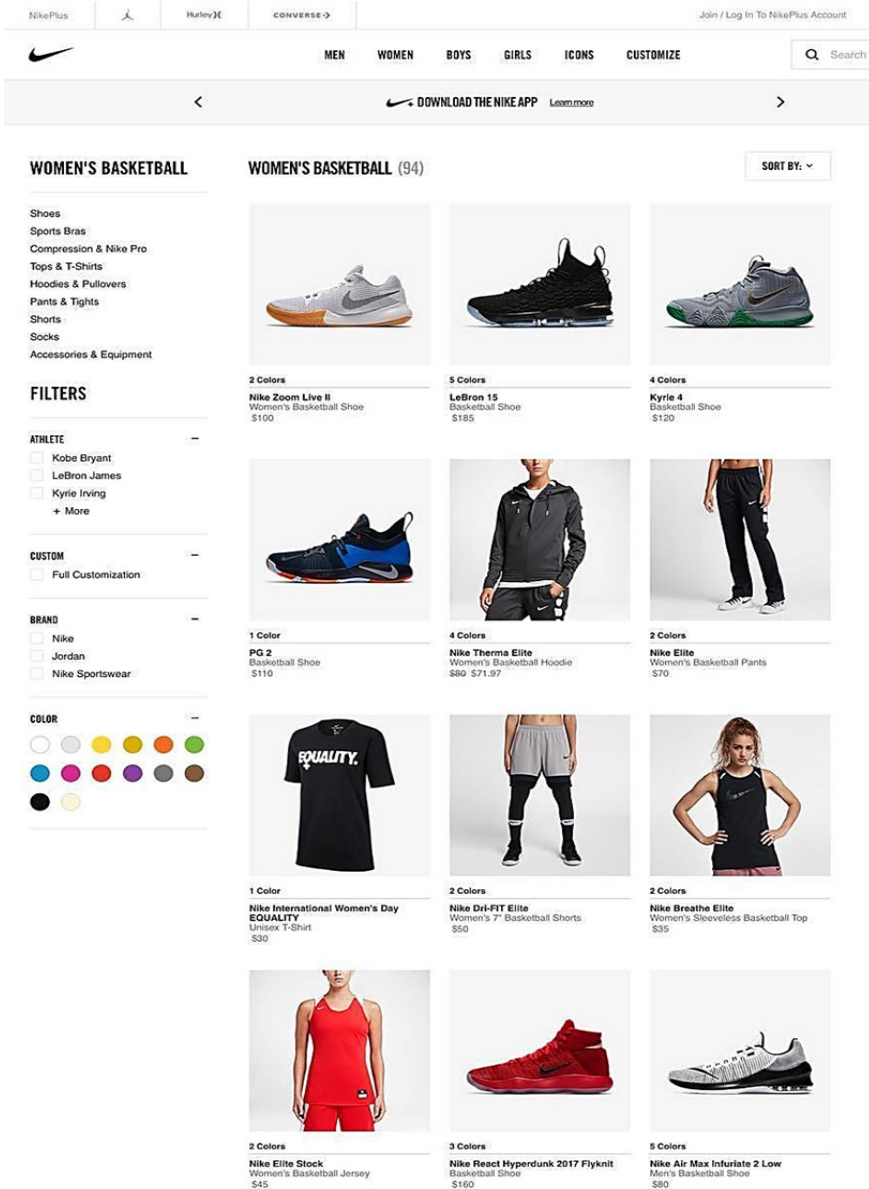 NikePlus
Hurley
CONVERSE
Join / Log In To NikePlus Account
MEN WOMEN BOYS GIRLS ICONS CUSTOMIZE
Search
DOWNLOAD THE NIKE APP Learn more
WOMEN'S BASKETBALL
Shoes
Sports Bras
Compression & Nike Pro
Tops & T-Shirts
Hoodies & Pullovers
Pants & Tights
Shorts
Socks
Accessories & Equipment
FILTERS
ATHLETE
Kobe Bryant
LeBron James
Kyrie Irving
+ More
CUSTOM
Full Customization
BRAND
Nike
Jordan
Nike Sportswear
COLOR
WOMEN'S BASKETBALL (94)
SORT BY:
2 Colors
Nike Zoom Live II
Women's Basketball Shoe
$100
5 Colors
LeBron 15
Basketball Shoe
$185
4 Colors
Kyrie 4
Basketball Shoe
$120
1 Color
PG 2
Basketball Shoe
$110
4 Colors
Nike Therma Elite
Women's Basketball Hoodie
$80 $71.97
2 Colors
Nike Elite
Women's Basketball Pants
$70
EQUALITY.
1 Color
Nike International Women's Day
EQUALITY
Unisex T-Shirt
$30
2 Colors
Nike Dri-FIT Elite
Women's 7" Basketball Shorts
$50
2 Colors
Nike Breathe Elite
Women's Sleeveless Basketball Top
$35
2 Colors
Nike Elite Stock
Women's Basketball Jersey
$45
3 Colors
Nike React Hyperdunk 2017 Flyknit
Basketball Shoe
$160
5 Colors
Nike Air Max Infuriate 2 Low
Men's Basketball Shoe
$80